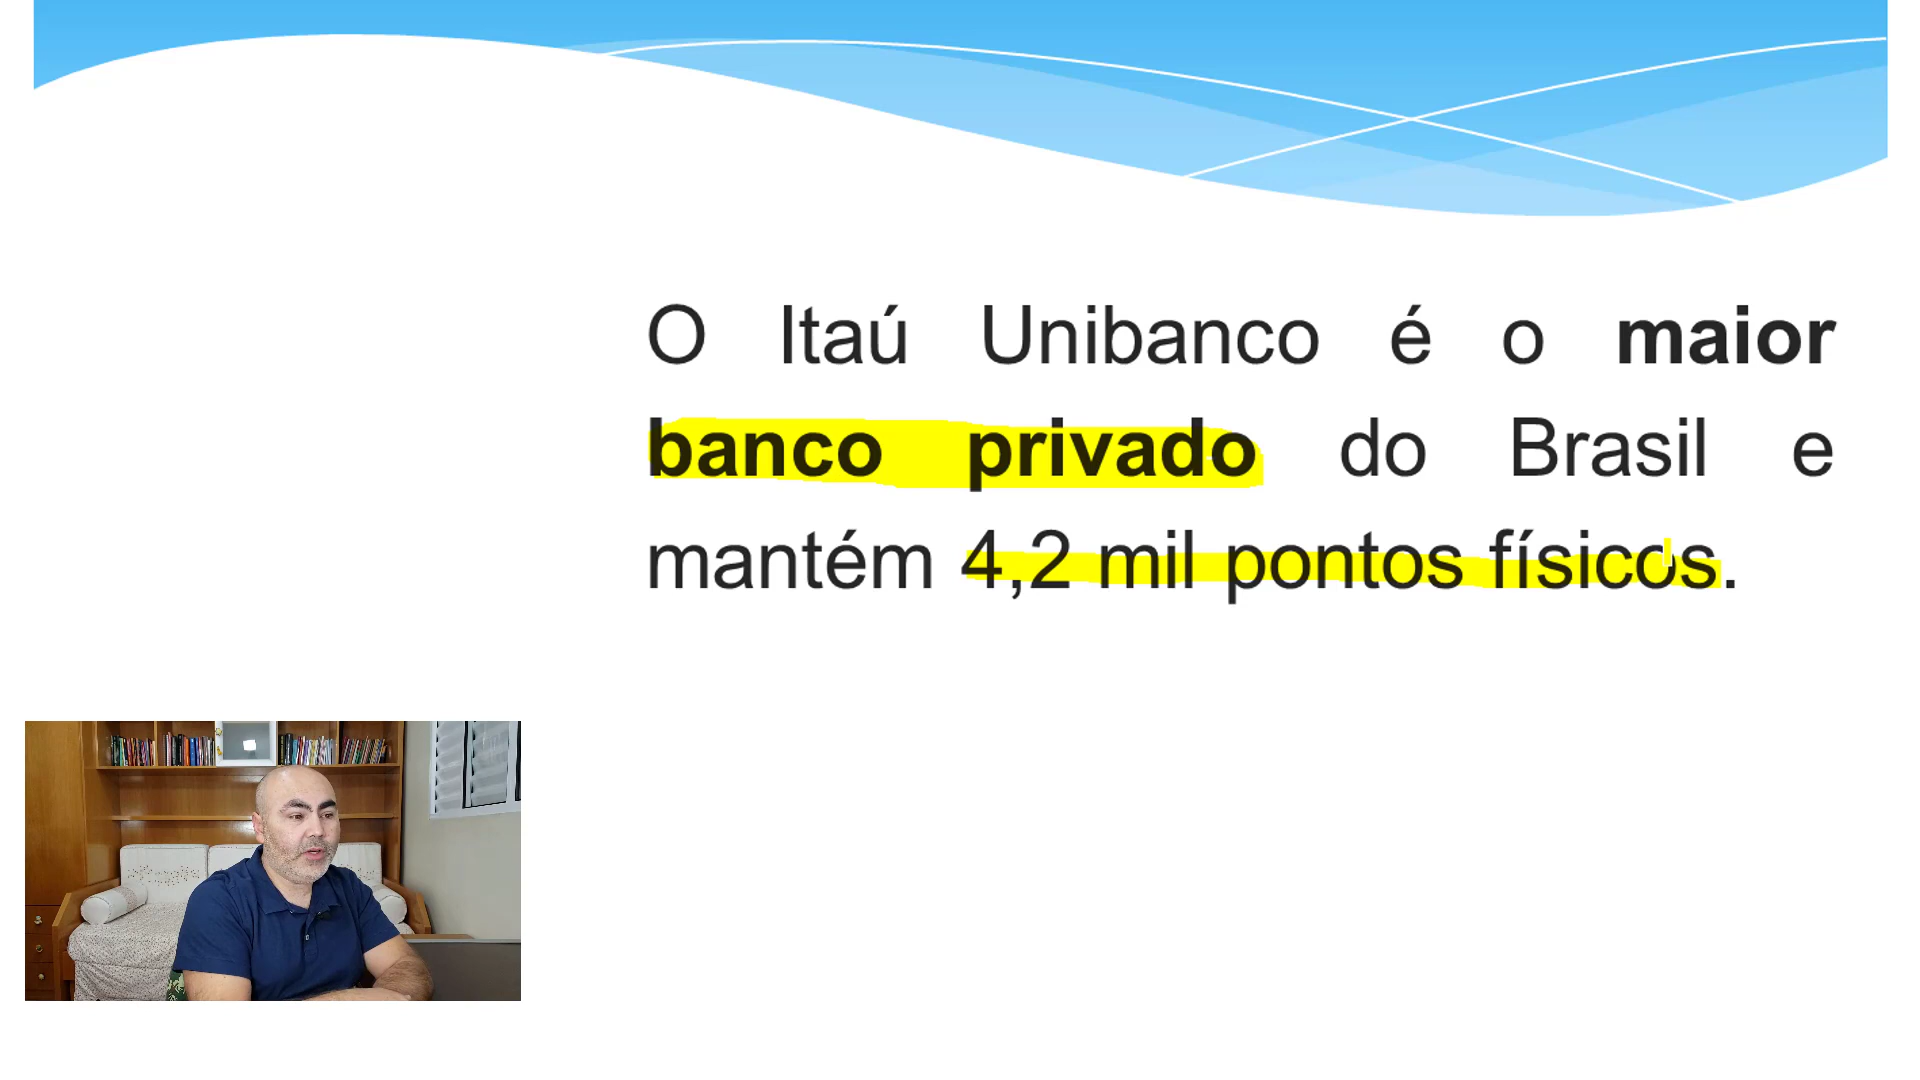 O Itaú Unibanco é o maior
banco privado do Brasil e
mantém 4,2 mil pontos físicos.